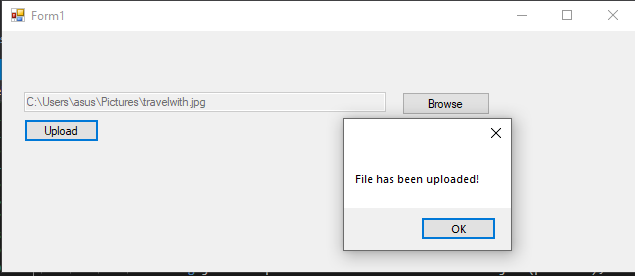 Form1
C:\Users\asus\Pictures\travelwith.jpg
Browse
Upload
File has been uploaded!
OK